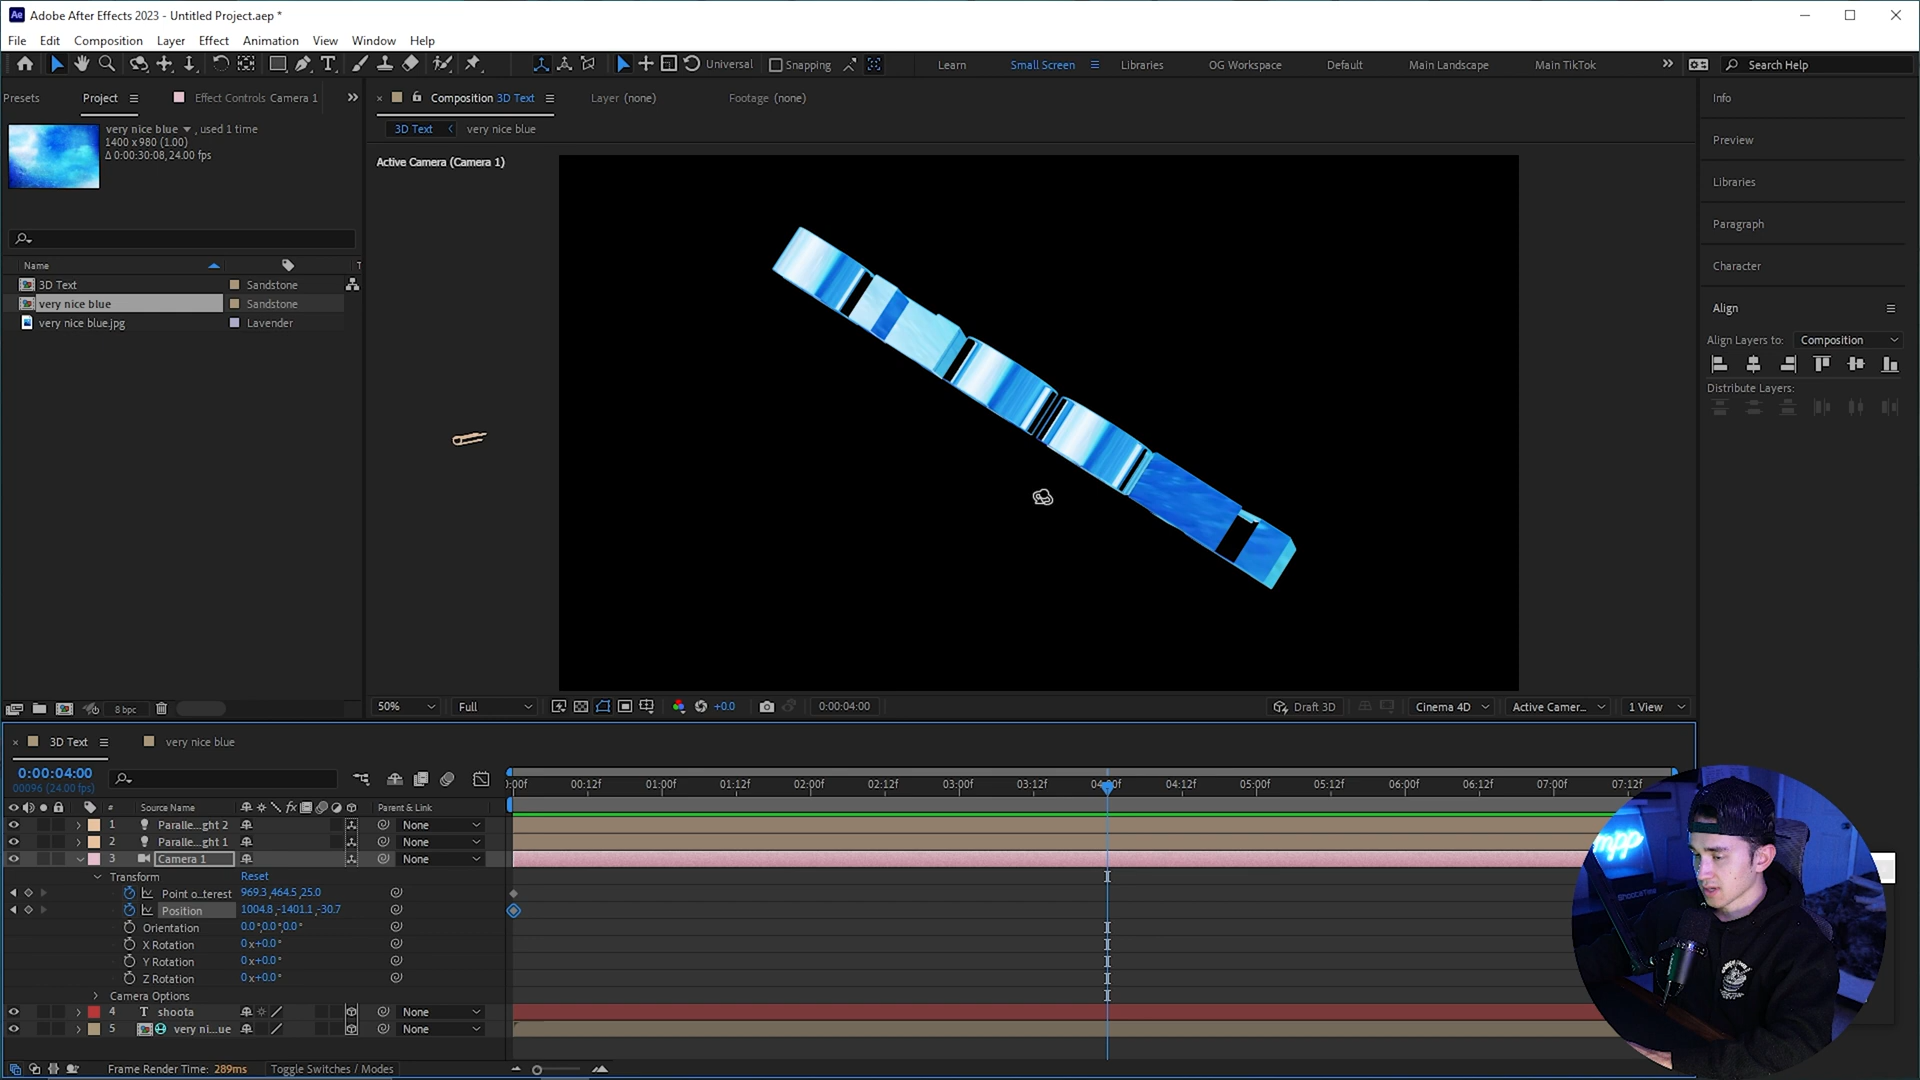 Adobe After Effects 2023 - Untitled Project.aep *
File Edit Composition Layer Effect Animation View Window Help
Universal Snapping Learn Small Screen Libraries OG Workspace Default Main Landscape Main TikTok Search Help
Presets Project Effect Controls Camera 1
Composition 3D Text Layer (none) Footage (none)
3D Text very nice blue
very nice blue , used 1 time
1400 x 980 (1.00)
Δ 0:00:30:08, 24.00 fps
Active Camera (Camera 1)
Name T
3D Text Sandstone
very nice blue Sandstone
very nice blue.jpg Lavender
8 bpc
50% Full +0.0 0:00:04:00 Draft 3D Cinema 4D Active Camer... 1 View
Info
Preview
Libraries
Paragraph
Character
Align
Align Layers to: Composition
Distribute Layers:
3D Text very nice blue
0:00:04:00
00096 (24.00 fps)
:00f 00:12f 01:00f 01:12f 02:00f 02:12f 03:00f 03:12f 04:00f 04:12f 05:00f 05:12f 06:00f 06:12f 07:00f 07:12f
# Source Name fx Parent & Link
1 Paralle...ght 2 None
2 Paralle...ght 1 None
3 Camera 1 None
Transform Reset
Point o...terest 969.3,464.5,25.0
Position 1004.8,-1401.1,-30.7
Orientation 0.0°,0.0°,0.0°
X Rotation 0x+0.0°
Y Rotation 0x+0.0°
Z Rotation 0x+0.0°
Camera Options
4 T shoota None
5 very ni...ue None
Frame Render Time: 289ms Toggle Switches / Modes
mpp